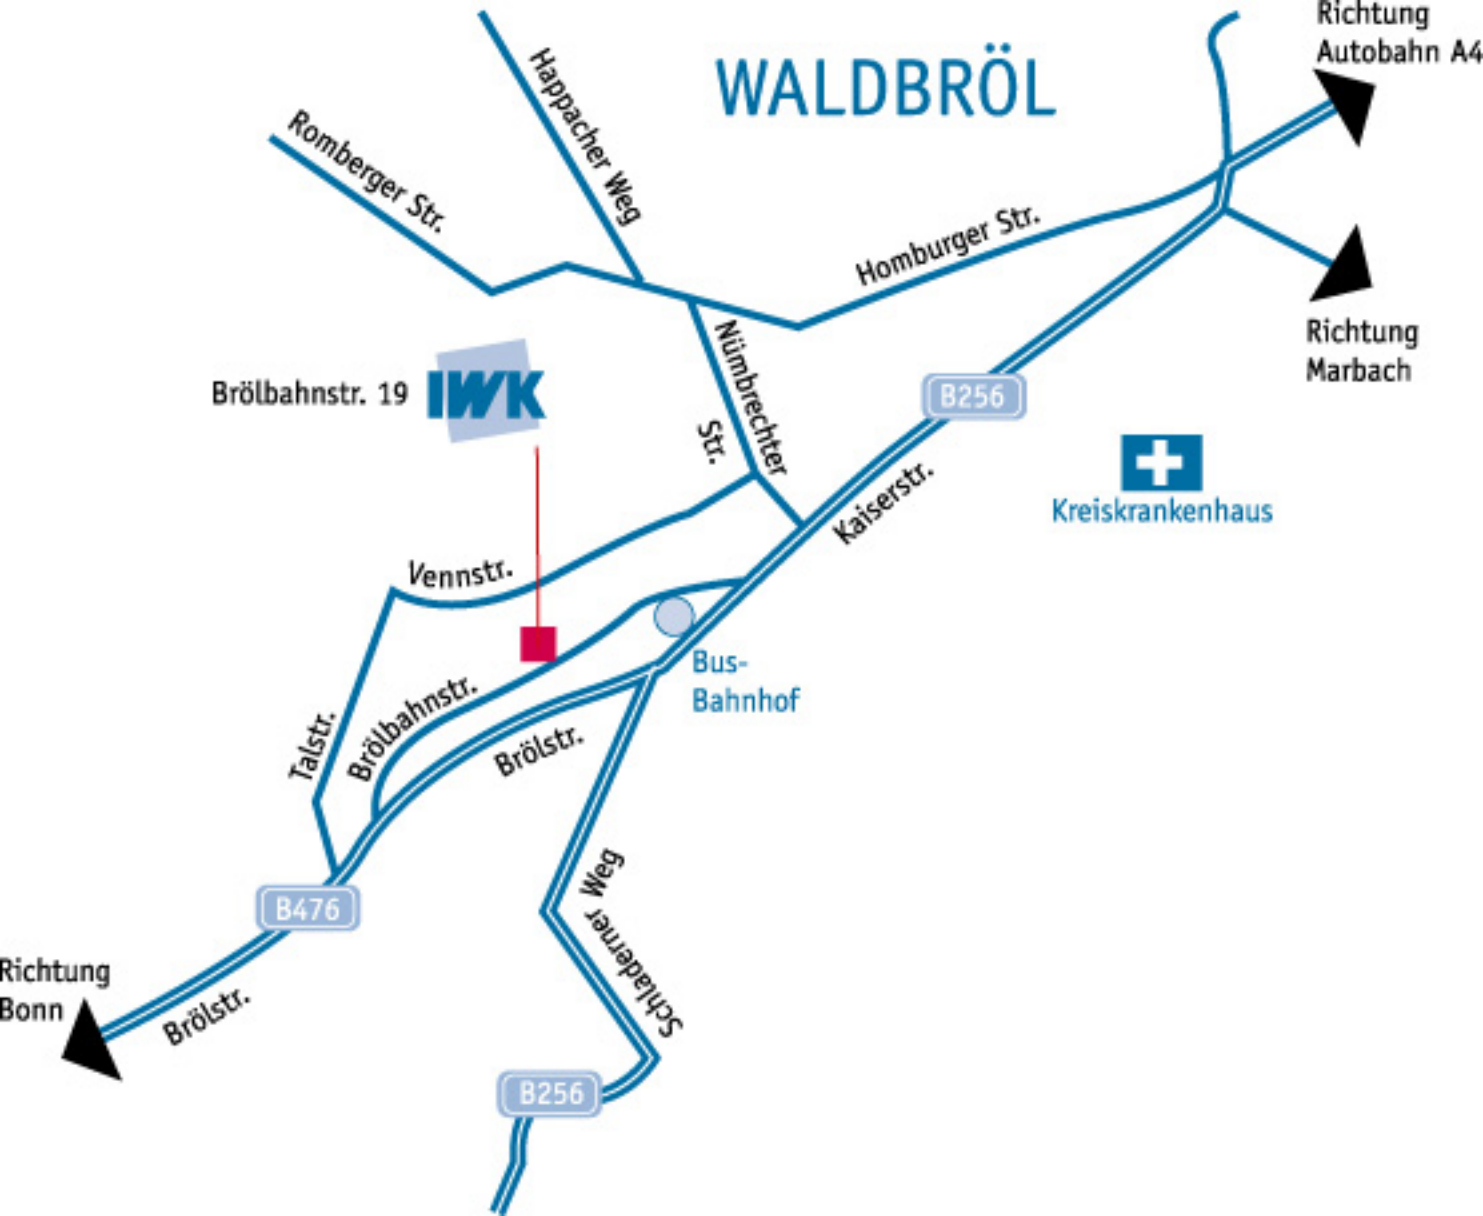 Richtung
Autobahn A4
WALDBRÖL
Happacher Weg
Romberger Str.
Homburger Str.
Richtung
Marbach
Nümbrechter
Str.
Brölbahnstr. 19
IWK
B256
Kaiserstr.
Kreiskrankenhaus
Vennstr.
Bus-
Bahnhof
Talstr.
Brölbahnstr.
Brölstr.
Schladerner Weg
B476
Richtung
Bonn
Brölstr.
B256